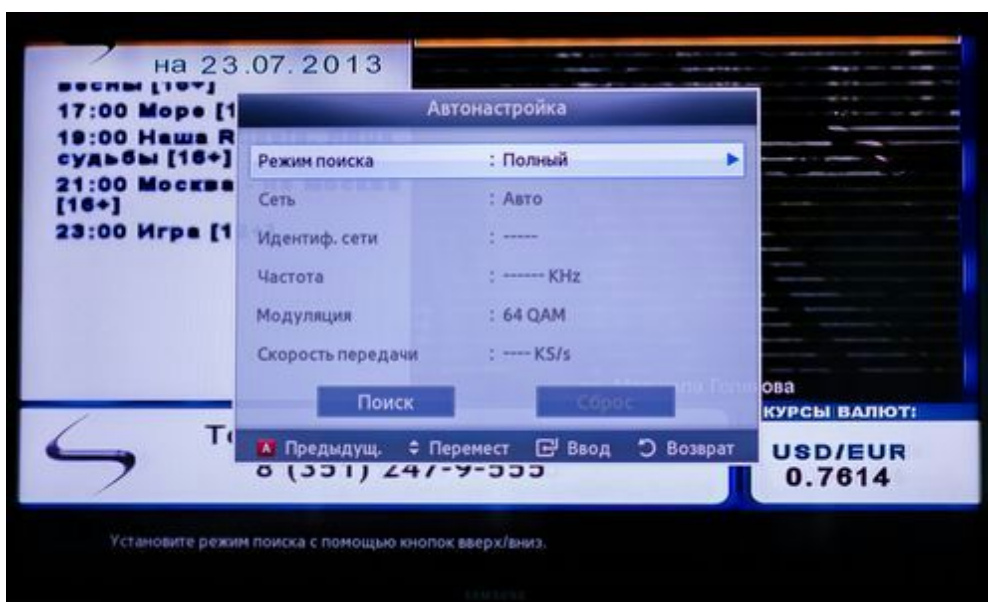 на 23.07.2013
весны [16+]
17:00 Море [1
19:00 Наша R
судьбы [16+]
21:00 Москва
[16+]
23:00 Игра [1
Автонастройка
Режим поиска : Полный
Сеть : Авто
Идентиф. сети : -----
Частота : ------ KHz
Модуляция : 64 QAM
Скорость передачи : ---- KS/s
Поиск Сброс
A Предыдущ. Перемест Ввод Возврат
8 (351) 247-9-555
КУРСЫ ВАЛЮТ:
USD/EUR
0.7614
Установите режим поиска с помощью кнопок вверх/вниз.
SAMSUNG